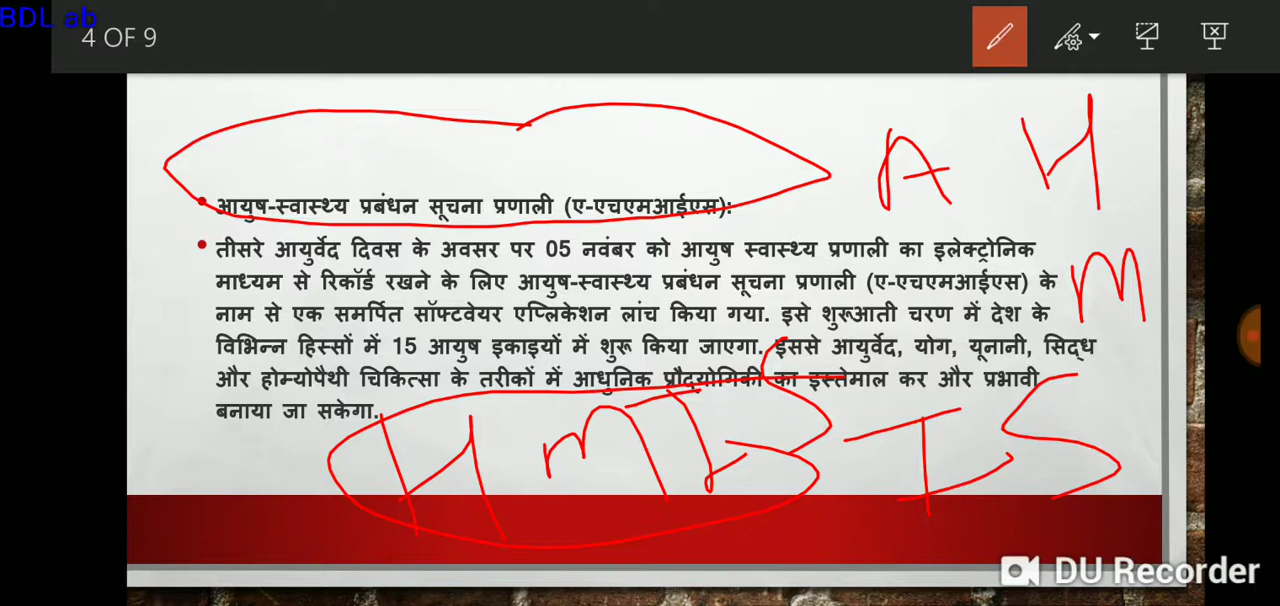 BDL ab
4 OF 9
A H
आयुष-स्वास्थ्य प्रबंधन सूचना प्रणाली (ए-एचएमआईएस):
तीसरे आयुर्वेद दिवस के अवसर पर 05 नवंबर को आयुष स्वास्थ्य प्रणाली का इलेक्ट्रोनिक
माध्यम से रिकॉर्ड रखने के लिए आयुष-स्वास्थ्य प्रबंधन सूचना प्रणाली (ए-एचएमआईएस) के
M
नाम से एक समर्पित सॉफ्टवेयर एप्लिकेशन लांच किया गया. इसे शुरूआती चरण में देश के
विभिन्न हिस्सों में 15 आयुष इकाइयों में शुरू किया जाएगा. इससे आयुर्वेद, योग, यूनानी, सिद्ध
और होम्योपैथी चिकित्सा के तरीकों में आधुनिक प्रौद्योगिकी का इस्तेमाल कर और प्रभावी
बनाया जा सकेगा.
H M I S I S
DU Recorder